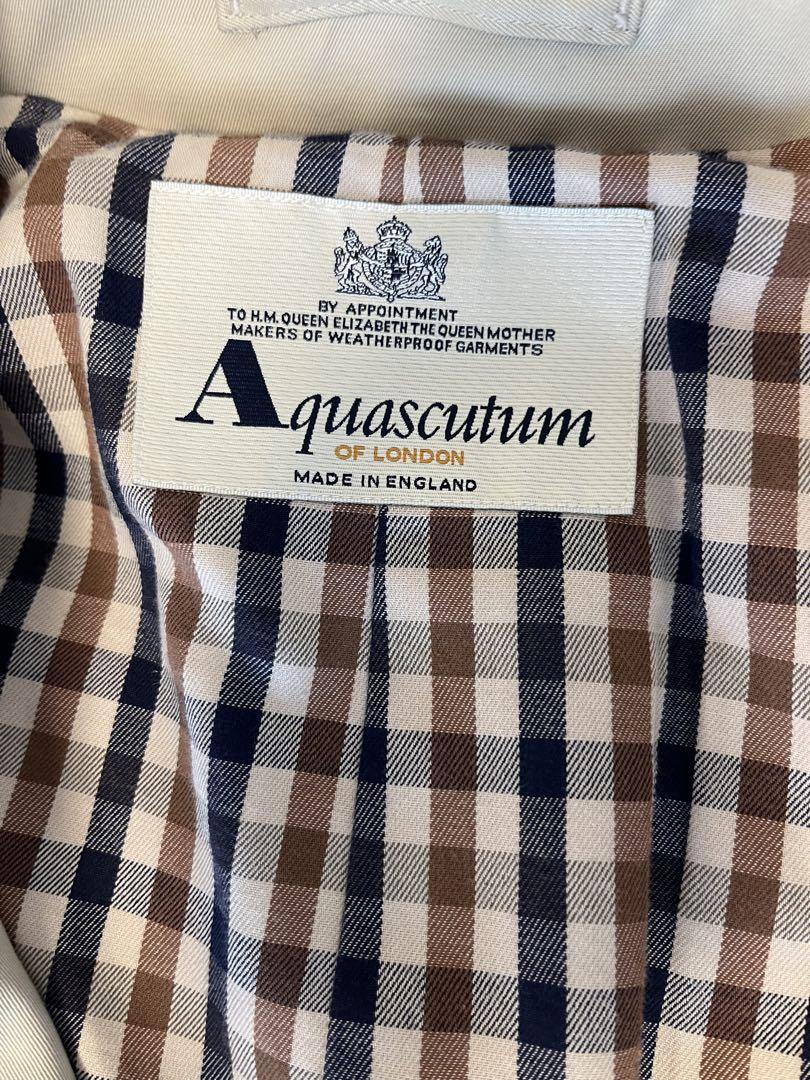 BY APPOINTMENT
TO H.M. QUEEN ELIZABETH THE QUEEN MOTHER
MAKERS OF WEATHERPROOF GARMENTS
Aquascutum
OF LONDON
MADE IN ENGLAND